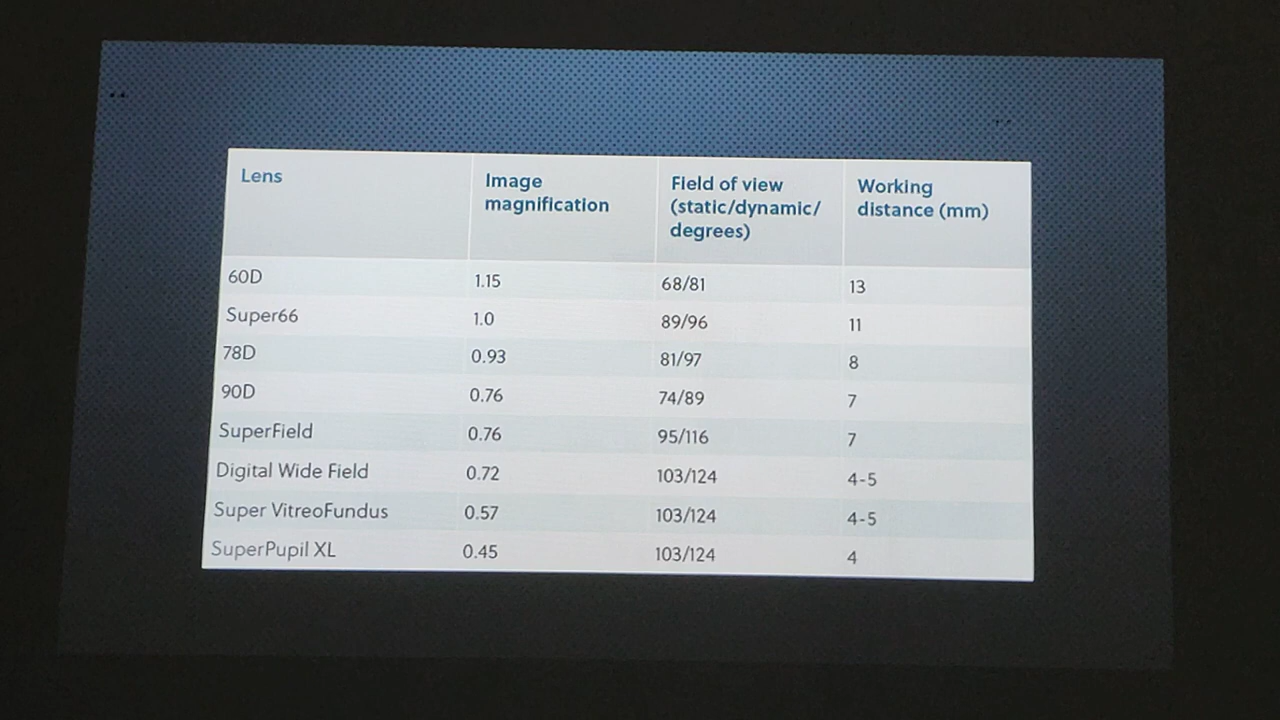 Lens Image magnification Field of view (static/dynamic/degrees) Working distance (mm)
60D 1.15 68/81 13
Super66 1.0 89/96 11
78D 0.93 81/97 8
90D 0.76 74/89 7
SuperField 0.76 95/116 7
Digital Wide Field 0.72 103/124 4-5
Super VitreoFundus 0.57 103/124 4-5
SuperPupil XL 0.45 103/124 4